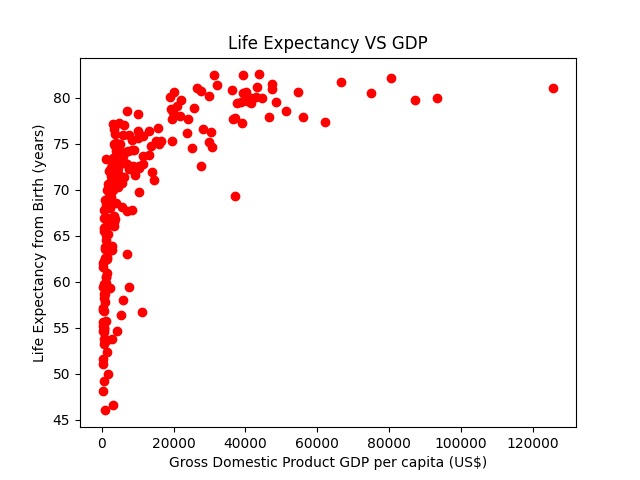 Life Expectancy VS GDP
Life Expectancy from Birth (years)
80
75
70
65
60
55
50
45
0 20000 40000 60000 80000 100000 120000
Gross Domestic Product GDP per capita (US$)